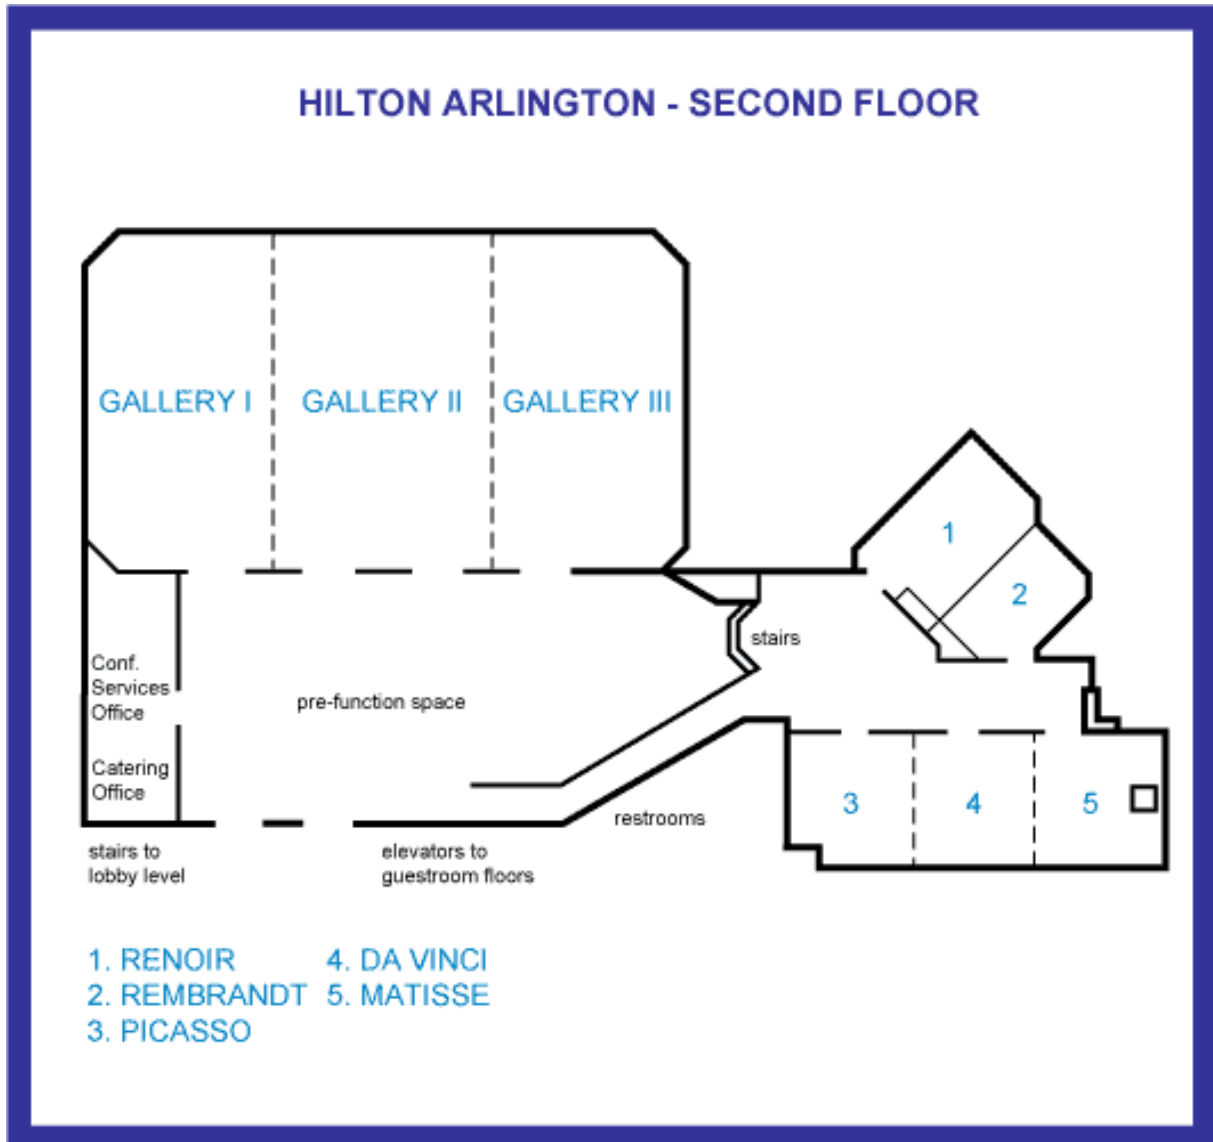 HILTON ARLINGTON - SECOND FLOOR
GALLERY I
GALLERY II
GALLERY III
1
2
stairs
Conf.
Services
Office
pre-function space
Catering
Office
3
4
5
restrooms
stairs to
lobby level
elevators to
guestroom floors
1. RENOIR
2. REMBRANDT
3. PICASSO
4. DA VINCI
5. MATISSE